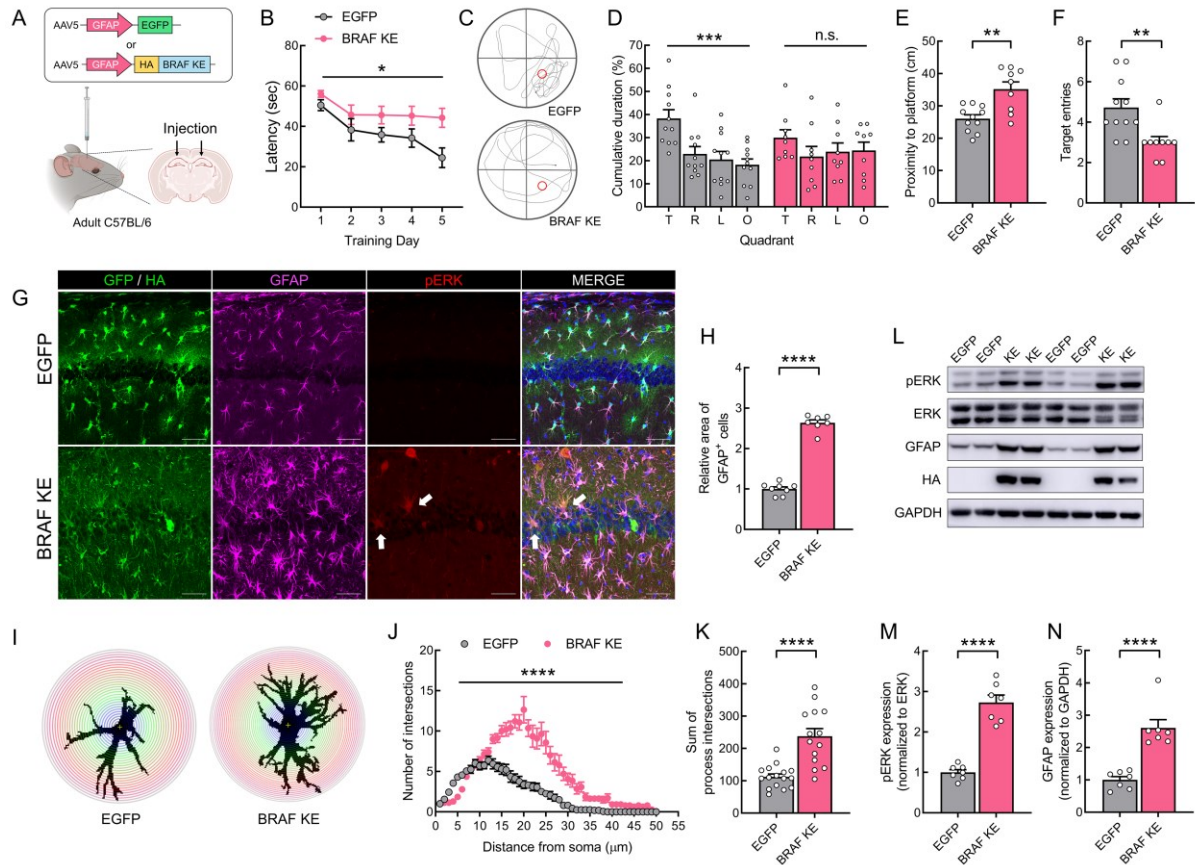 A
AAV5 GFAP EGFP
or
AAV5 GFAP HA BRAF KE
Injection
Adult C57BL/6
B
EGFP
BRAF KE
*
Latency (sec)
80
60
40
20
0
1 2 3 4 5
Training Day
C
EGFP
BRAF KE
D
*** n.s.
Cumulative duration (%)
70
60
50
40
30
20
10
0
T R L O T R L O
Quadrant
E
**
Proximity to platform (cm)
60
50
40
30
20
10
0
EGFP BRAF KE
F
**
Target entries
8
6
4
2
0
EGFP BRAF KE
G
GFP / HA GFAP pERK MERGE
EGFP
BRAF KE
H
****
Relative area of
GFAP+ cells
4
3
2
1
0
EGFP BRAF KE
L
EGFP EGFP KE KE EGFP EGFP KE KE
pERK
ERK
GFAP
HA
GAPDH
I
EGFP BRAF KE
J
EGFP BRAF KE
****
Number of intersections
20
15
10
5
0
0 5 10 15 20 25 30 35 40 45 50 55
Distance from soma (μm)
K
****
Sum of
process intersections
500
400
300
200
100
0
EGFP BRAF KE
M
****
pERK expression
(normalized to ERK)
4
3
2
1
0
EGFP BRAF KE
N
****
GFAP expression
(normalized to GAPDH)
5
4
3
2
1
0
EGFP BRAF KE